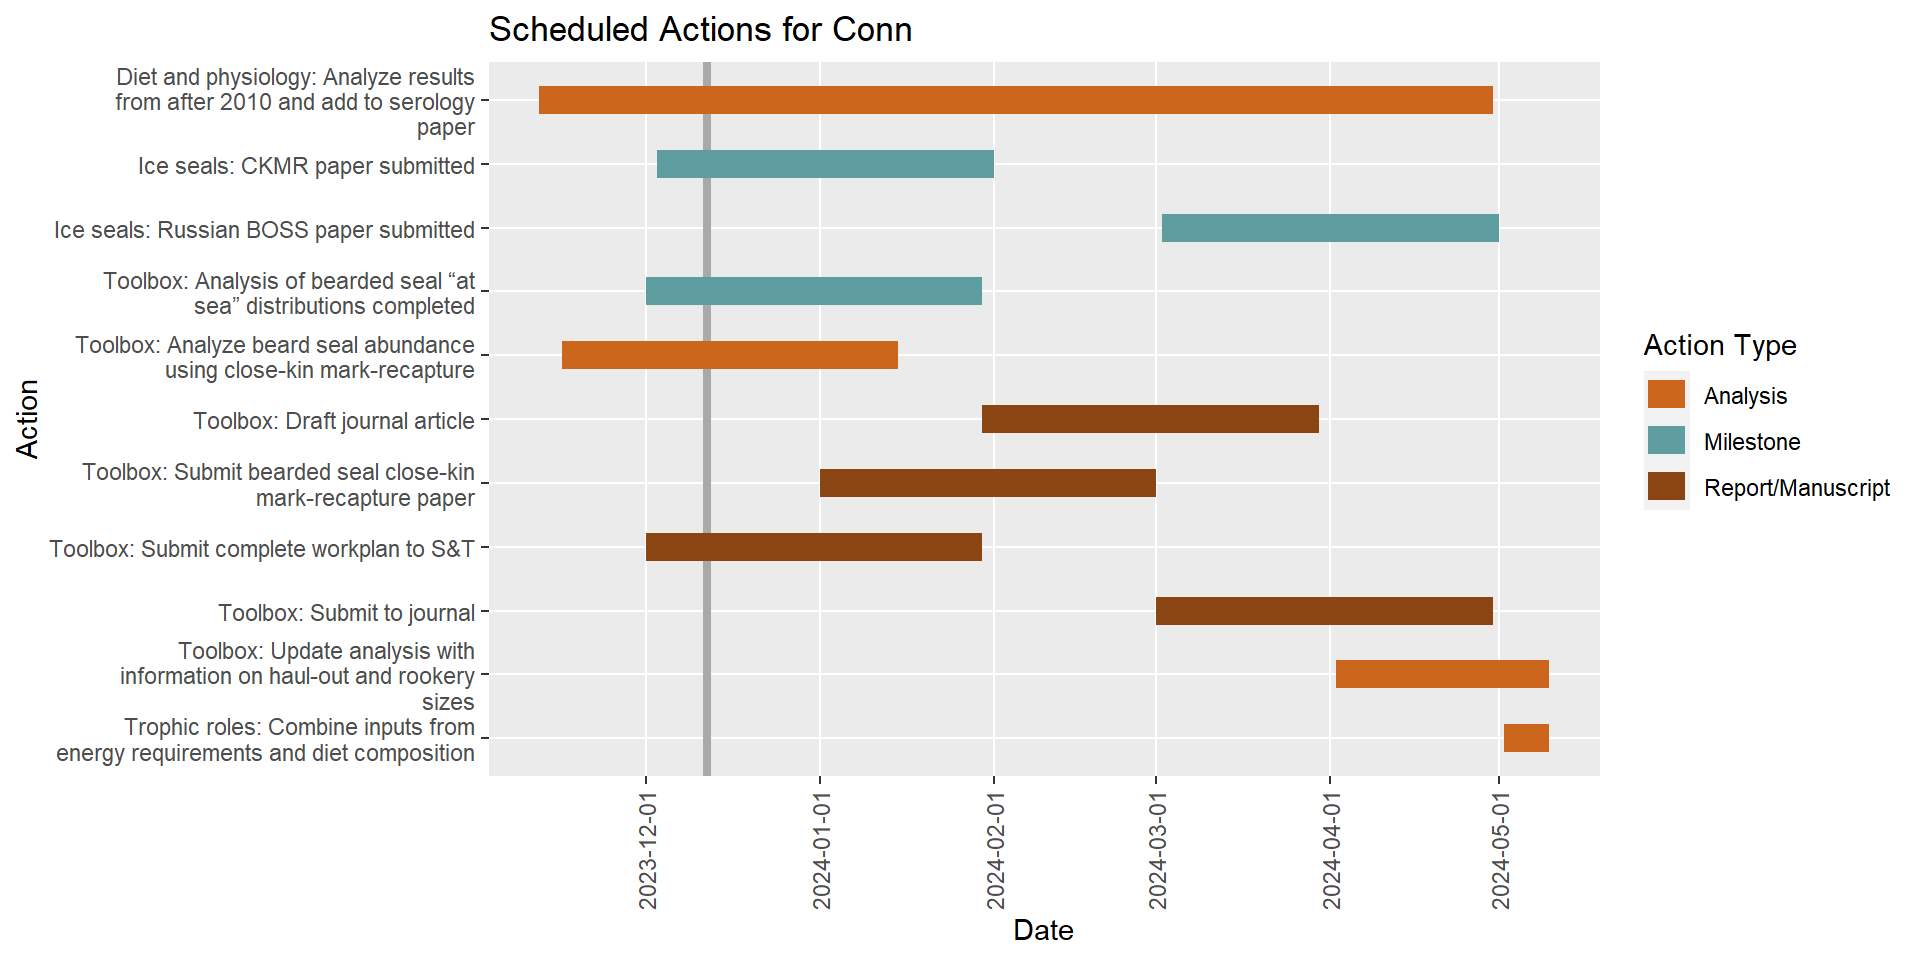 Scheduled Actions for Conn
Diet and physiology: Analyze results
from after 2010 and add to serology
paper
Ice seals: CKMR paper submitted
Ice seals: Russian BOSS paper submitted
Toolbox: Analysis of bearded seal “at
sea” distributions completed
Toolbox: Analyze beard seal abundance
using close-kin mark-recapture
Toolbox: Draft journal article
Toolbox: Submit bearded seal close-kin
mark-recapture paper
Toolbox: Submit complete workplan to S&T
Toolbox: Submit to journal
Toolbox: Update analysis with
information on haul-out and rookery
sizes
Trophic roles: Combine inputs from
energy requirements and diet composition
Action
2023-12-01
2024-01-01
2024-02-01
2024-03-01
2024-04-01
2024-05-01
Date
Action Type
Analysis
Milestone
Report/Manuscript